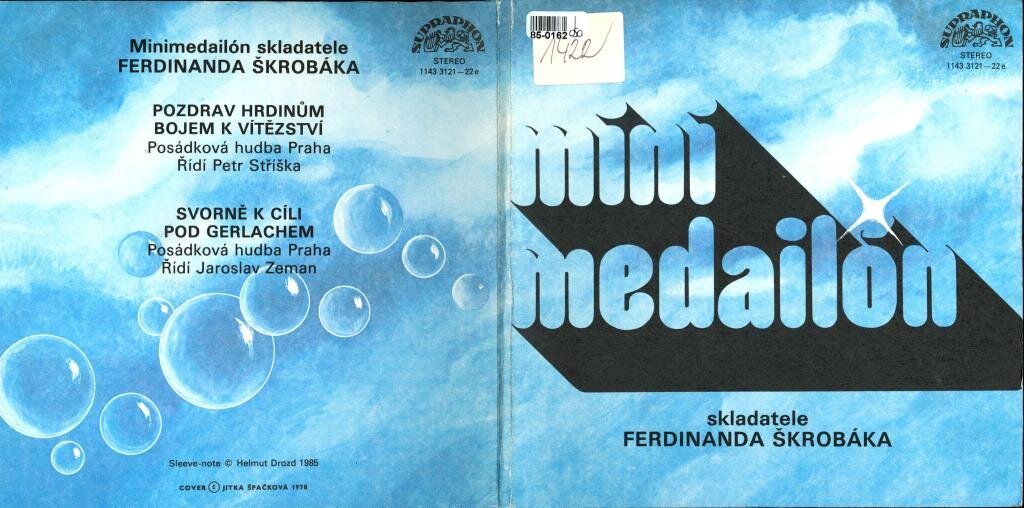 Minimedailón skladatele
FERDINANDA ŠKROBÁKA
SUPRAPHON
STEREO
1143 3121—22 e
POZDRAV HRDINŮM
BOJEM K VÍTĚZSTVÍ
Posádková hudba Praha
Řídí Petr Stříška
SVORNĚ K CÍLI
POD GERLACHEM
Posádková hudba Praha
Řídí Jaroslav Zeman
Sleeve-note © Helmut Drozd 1985
COVER © JITKA ŠPAČKOVÁ 1978
85-0162
1422
SUPRAPHON
STEREO
1143 3121—22 e
mini
medailón
skladatele
FERDINANDA ŠKROBÁKA